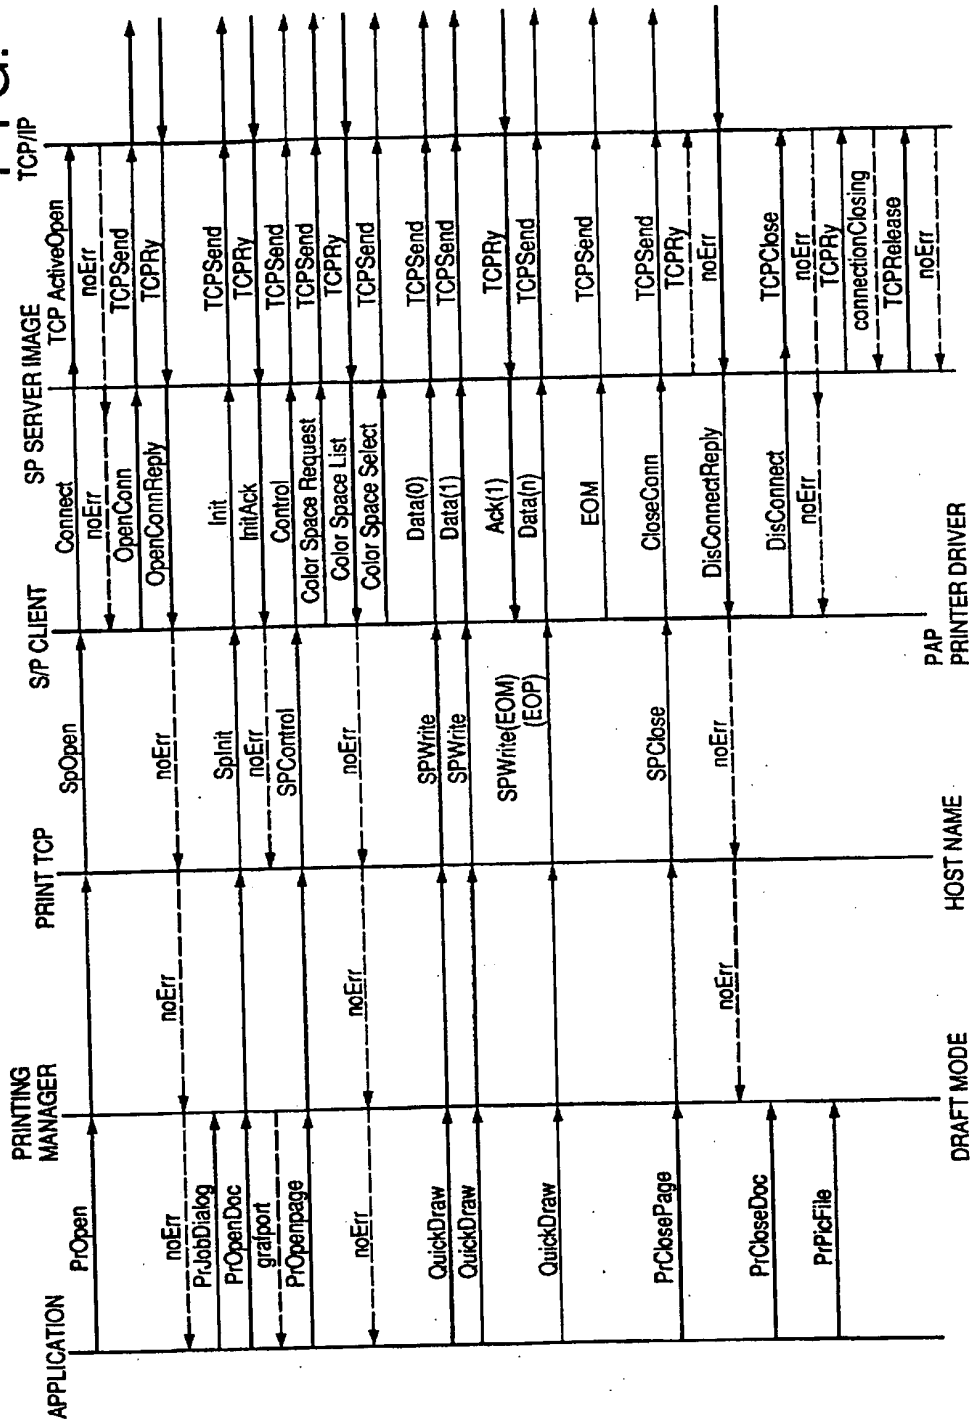 FIG.
APPLICATION
PRINTING
MANAGER
PRINT TCP
S/P CLIENT
SP SERVER IMAGE
TCP/IP
PrOpen
SpOpen
Connect
TCP ActiveOpen
noErr
noErr
OpenConn
TCPSend
OpenConnReply
TCPRy
noErr
noErr
noErr
PrJobDialog
PrOpenDoc
SpInit
Init
TCPSend
grafport
noErr
InitAck
TCPRy
PrOpenpage
SPControl
Control
TCPSend
Color Space Request
TCPSend
Color Space List
TCPRy
noErr
noErr
noErr
Color Space Select
TCPSend
QuickDraw
SPWrite
Data(0)
TCPSend
QuickDraw
SPWrite
Data(1)
TCPSend
Ack(1)
TCPRy
QuickDraw
SPWrite(EOM)
(EOP)
Data(n)
TCPSend
EOM
TCPSend
PrClosePage
SPClose
CloseConn
TCPSend
TCPRy
noErr
DisConnectReply
noErr
noErr
PrCloseDoc
DisConnect
TCPClose
noErr
noErr
PrPicFile
TCPRy
connectionClosing
TCPRelease
noErr
DRAFT MODE
HOST NAME
PAP
PRINTER DRIVER